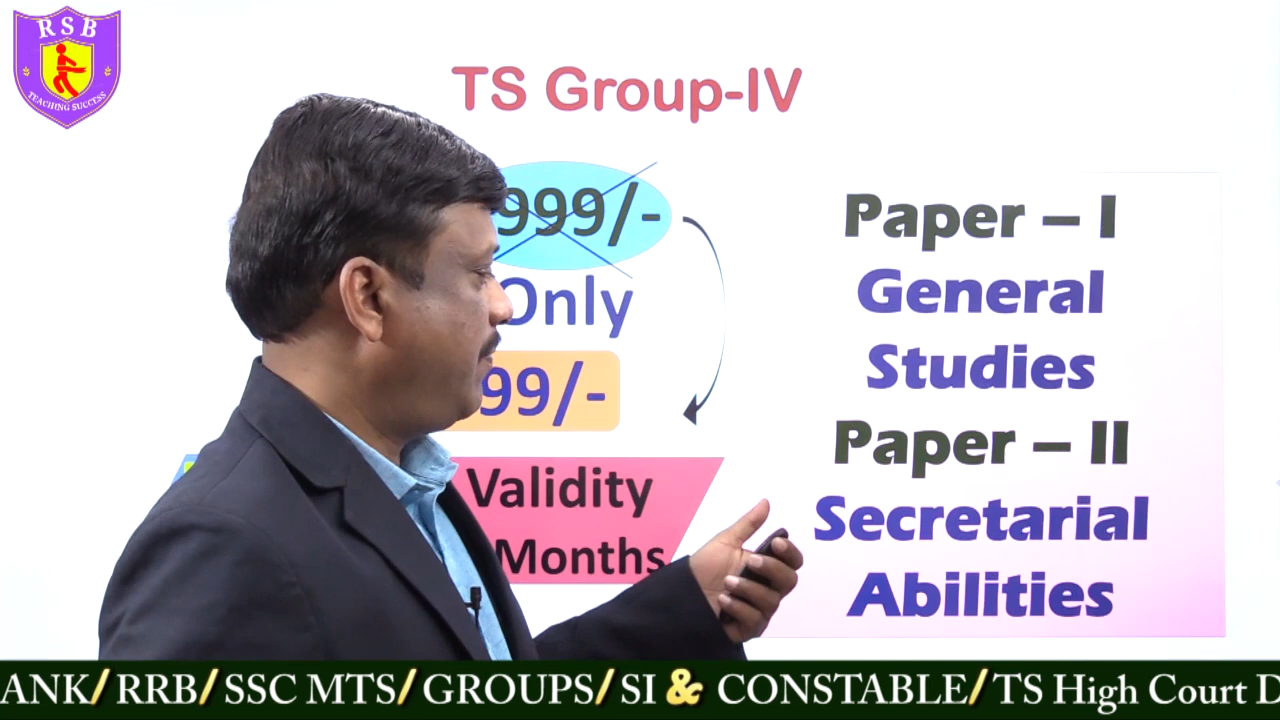 RSB
TEACHING SUCCESS
TS Group-IV
999/-
Only
99/-
Validity
Months
Paper – I
General
Studies
Paper – II
Secretarial
Abilities
ANK/RRB/SSC MTS/GROUPS/SI & CONSTABLE/TS High Court D